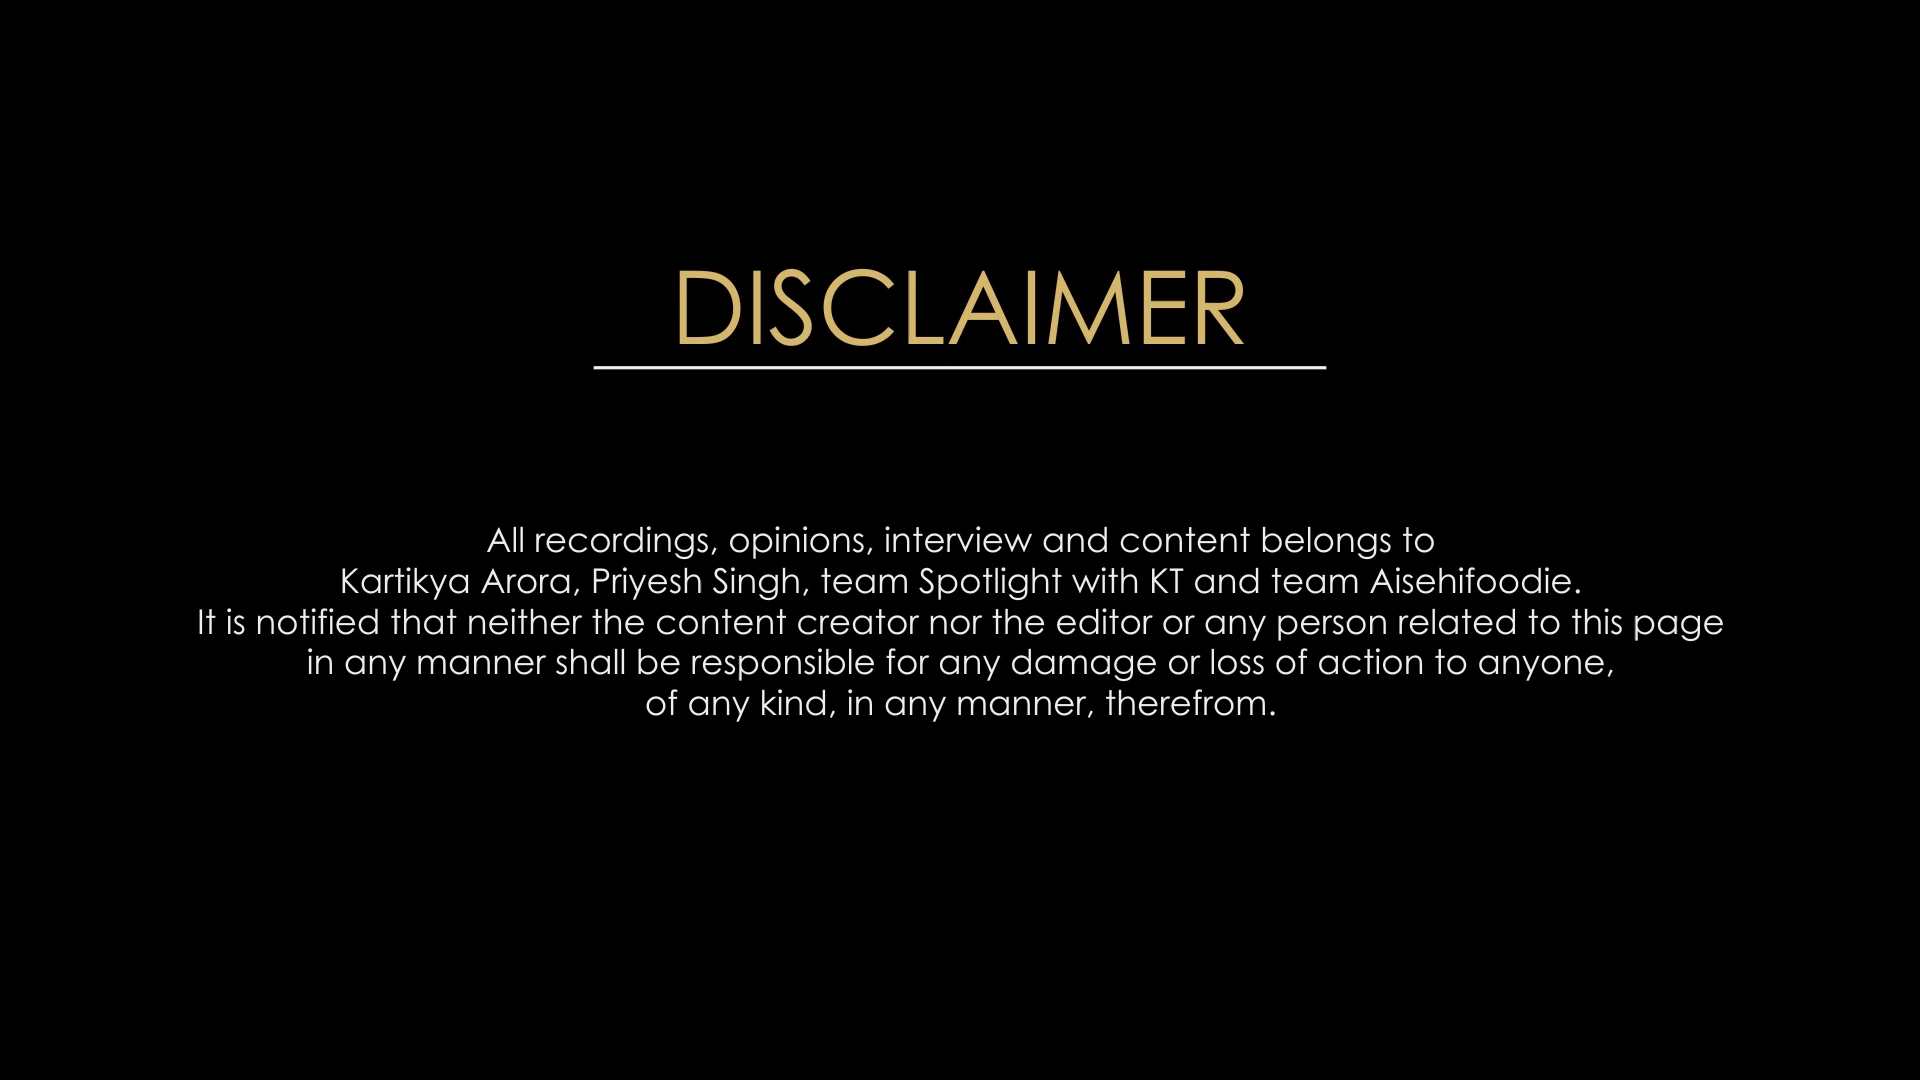 DISCLAIMER
All recordings, opinions, interview and content belongs to
Kartikya Arora, Priyesh Singh, team Spotlight with KT and team Aisehifoodie.
It is notified that neither the content creator nor the editor or any person related to this page
in any manner shall be responsible for any damage or loss of action to anyone,
of any kind, in any manner, therefrom.